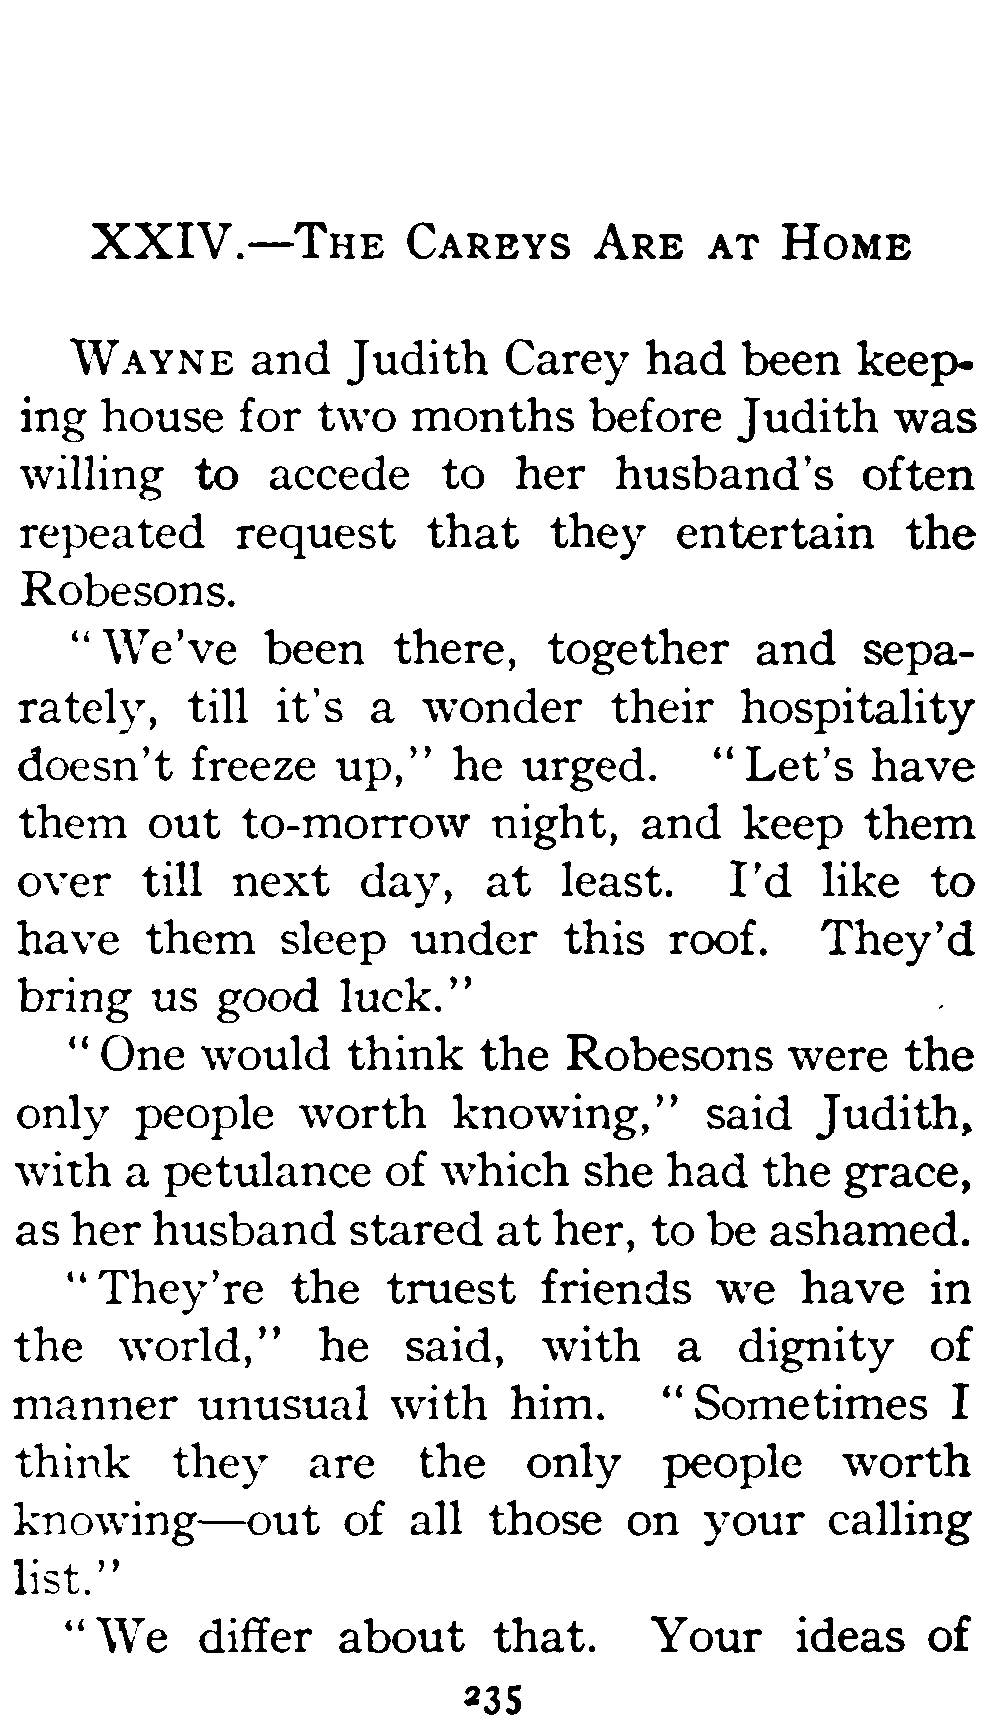 XXIV.—The Careys Are at Home
Wayne and Judith Carey had been keep-
ing house for two months before Judith was
willing to accede to her husband's often
repeated request that they entertain the
Robesons.
"We've been there, together and sepa-
rately, till it's a wonder their hospitality
doesn't freeze up," he urged. "Let's have
them out to-morrow night, and keep them
over till next day, at least. I'd like to
have them sleep under this roof. They'd
bring us good luck."
"One would think the Robesons were the
only people worth knowing," said Judith,
with a petulance of which she had the grace,
as her husband stared at her, to be ashamed.
"They're the truest friends we have in
the world," he said, with a dignity of
manner unusual with him. "Sometimes I
think they are the only people worth
knowing—out of all those on your calling
list."
"We differ about that. Your ideas of
235